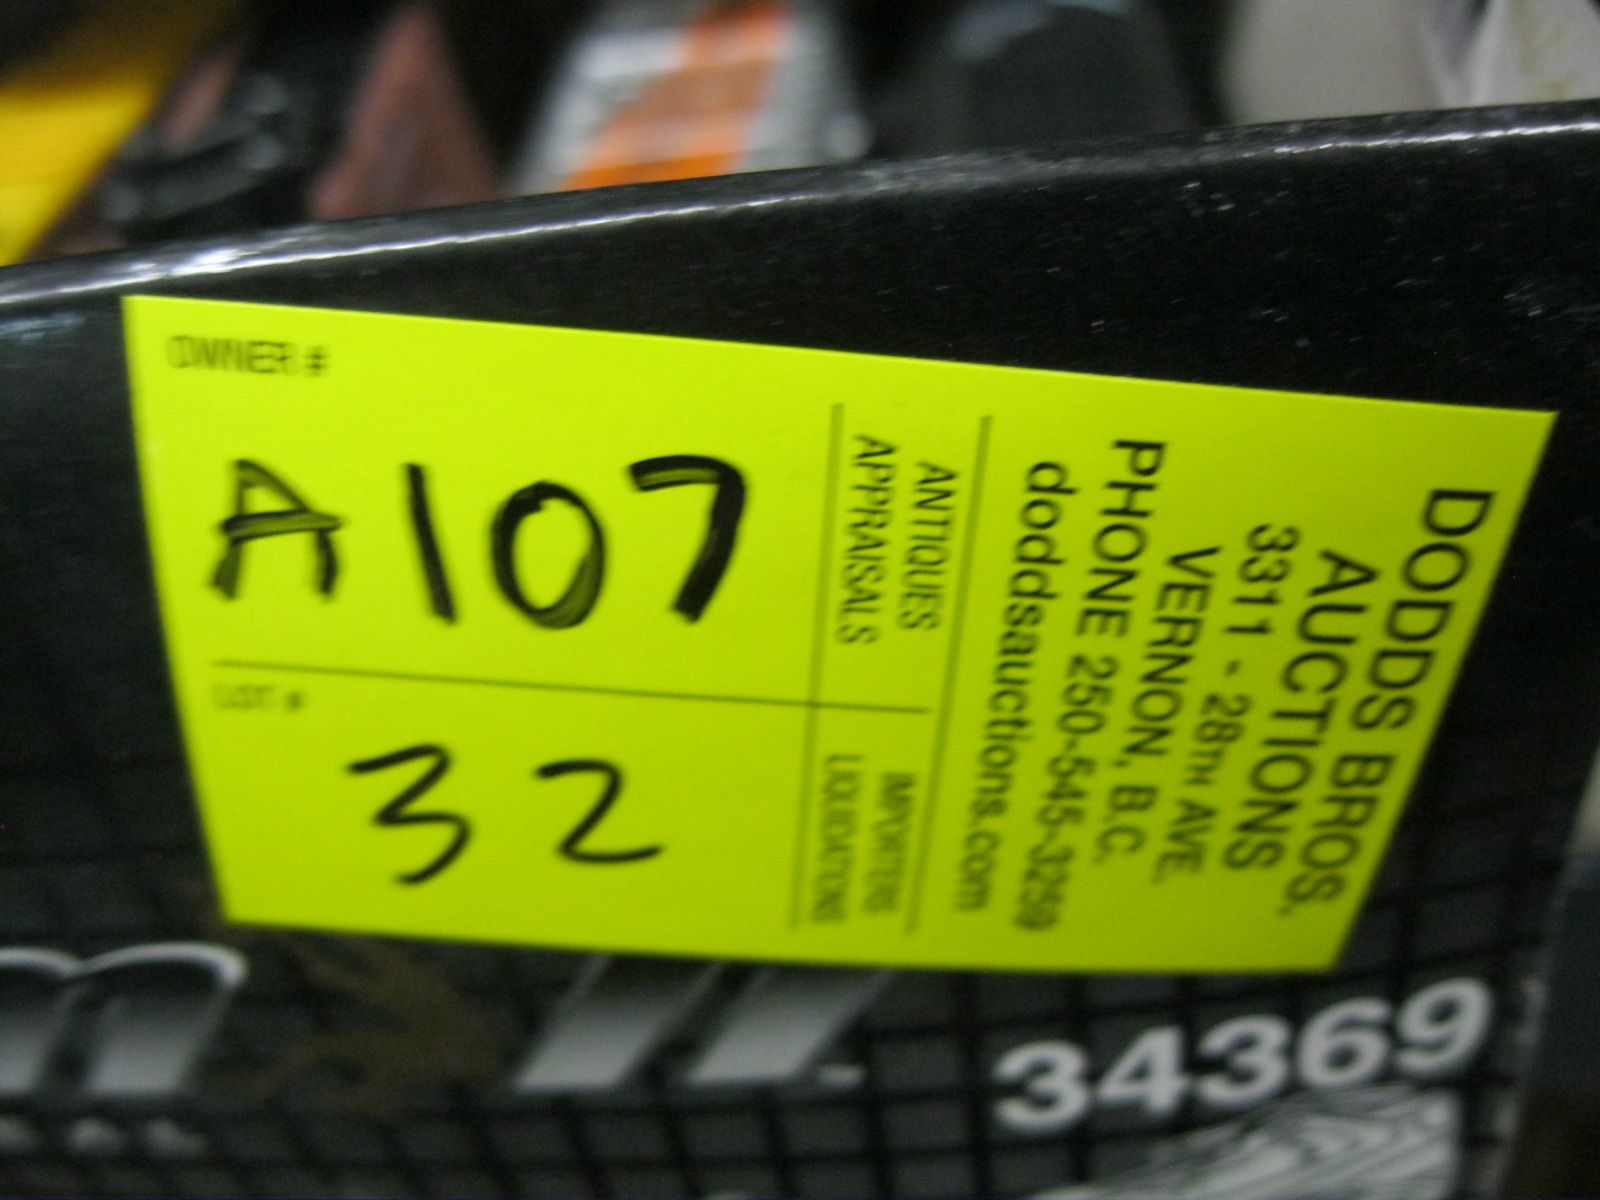 OWNER #
A107
LOT #
32
ANTIQUES
APPRAISALS
IMPORTERS
LIQUIDATIONS
DODDS BROS.
AUCTIONS
3311 - 28TH AVE.
VERNON, B.C.
PHONE 250-545-3259
doddsauctions.com
34369